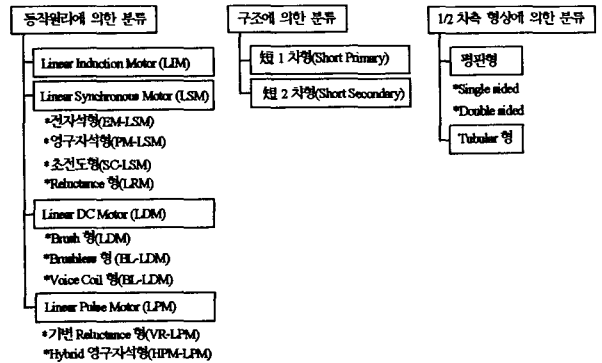 동작원리에 의한 분류
Linear Induction Motor (LIM)
Linear Synchronous Motor (LSM)
*전자석형(EM-LSM)
*영구자석형(PM-LSM)
*초전도형(SC-LSM)
*Reluctance 형(LRM)
Linear DC Motor (LDM)
*Brush 형(LDM)
*Brushless 형 (BL-LDM)
*Voice Coil 형(BL-LDM)
Linear Pulse Motor (LPM)
*가변 Reluctance 형(VR-LPM)
*Hybrid 영구자석형(HPM-LPM)
구조에 의한 분류
短 1 차형(Short Primary)
短 2 차형(Short Secondary)
1/2 차측 형상에 의한 분류
평판형
*Single sided
*Double sided
Tubular 형